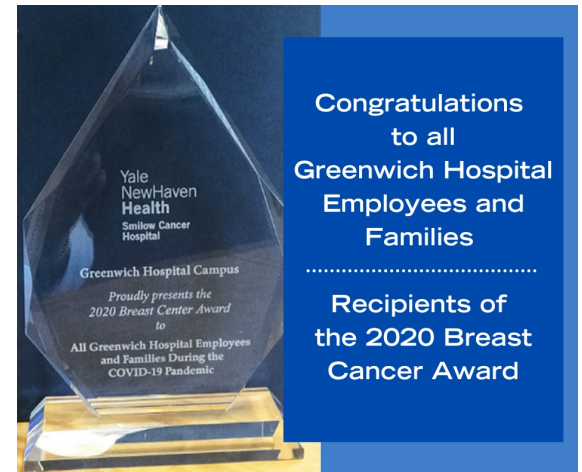 Yale
NewHaven
Health
Smilow Cancer
Hospital
Greenwich Hospital Campus
Proudly presents the
2020 Breast Center Award
to
All Greenwich Hospital Employees
and Families During the
COVID-19 Pandemic
Congratulations
to all
Greenwich Hospital
Employees and
Families
Recipients of
the 2020 Breast
Cancer Award